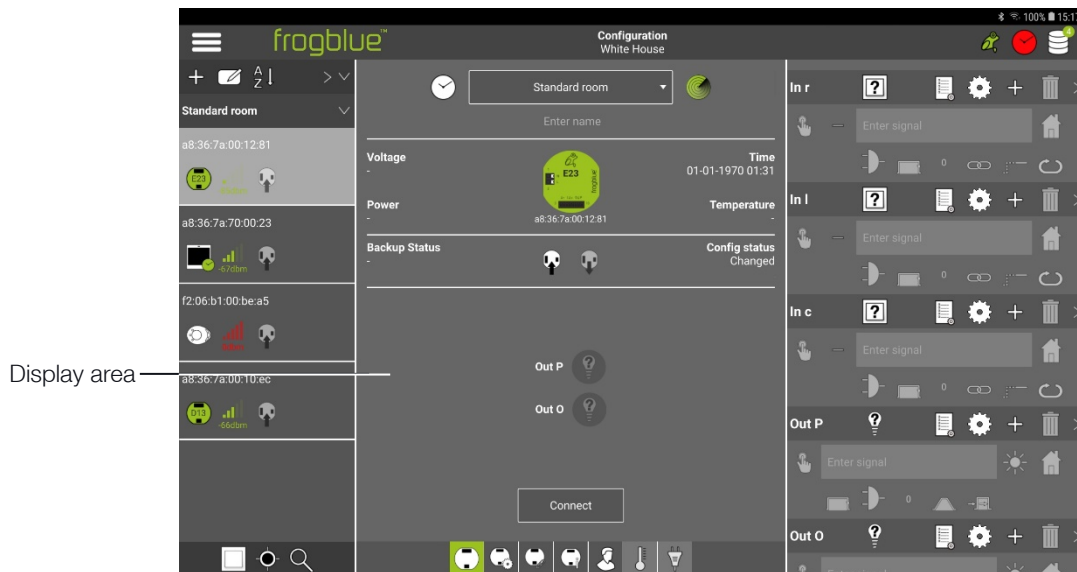 100% 15:17
frogblue™
Configuration
White House
4
A
Z
Standard room
a8:36:7a:00:12:81
E23
a8:36:7a:70:00:23
-67dbm
f2:06:b1:00:be:a5
a8:36:7a:00:10:ec
D13
-66dbm
Display area
Standard room
Enter name
Voltage
-
Time
01-01-1970 01:31
E23
frogblue
Power
-
Temperature
-
a8:36:7a:00:12:81
Backup Status
-
Config status
Changed
Out P
Out O
Connect
In r
Enter signal
0
In l
Enter signal
0
In c
Enter signal
0
Out P
Enter signal
0
Out O